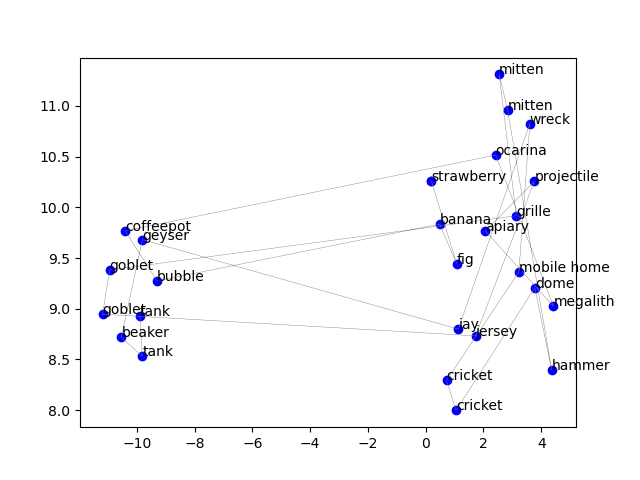 mitten
11.0
mitten
wreck
10.5
ocarina
strawberry
projectile
10.0
banana
grille
apiary
coffeepot
geyser
9.5
fig
goblet
bubble
mobile home
dome
9.0
goblet
tank
megalith
jay
jersey
beaker
8.5
tank
hammer
cricket
8.0
cricket
−10 −8 −6 −4 −2 0 2 4